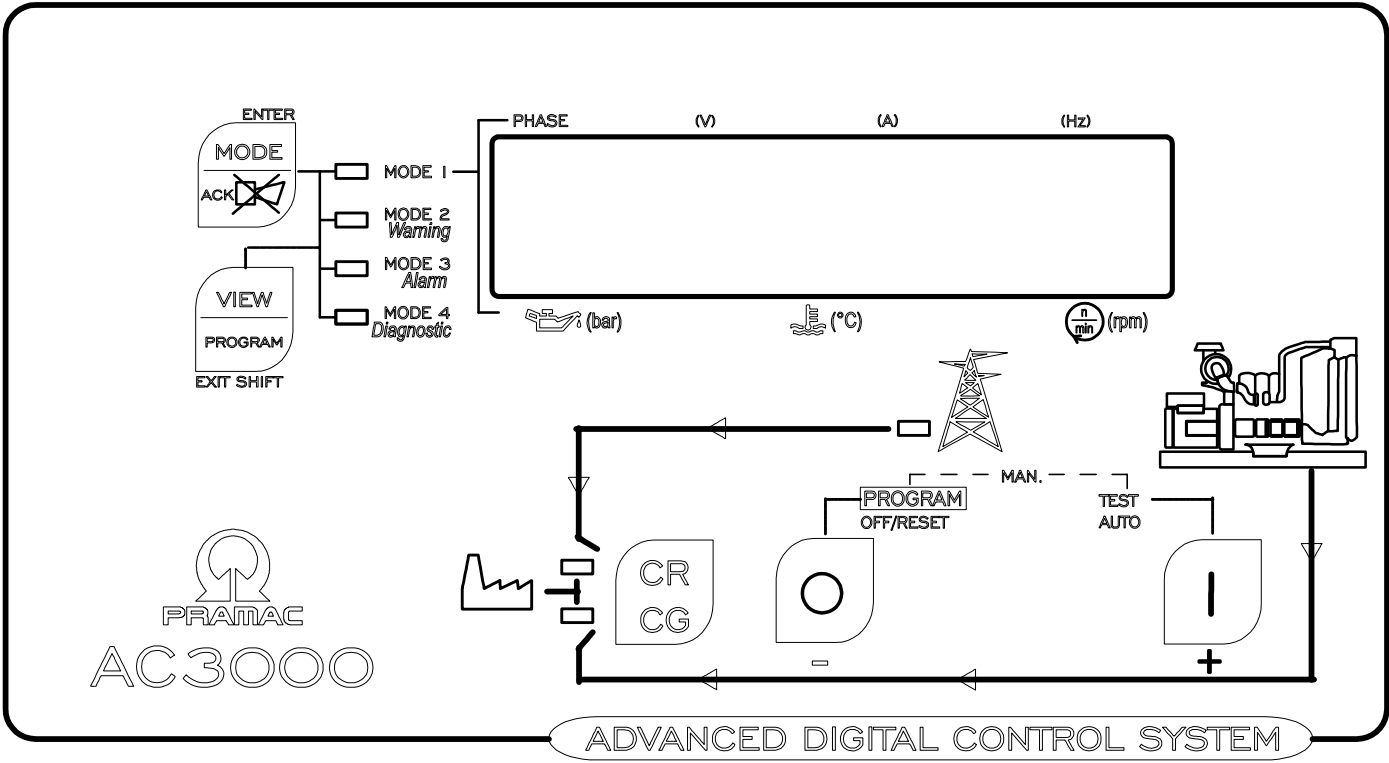 ENTER
MODE
ACK
VIEW
PROGRAM
EXIT SHIFT
MODE 1
MODE 2
Warning
MODE 3
Alarm
MODE 4
Diagnostic
PHASE (V) (A) (Hz)
(bar) (°C) n/min (rpm)
MAN.
PROGRAM
OFF/RESET
TEST
AUTO
CR
CG
O
I
- +
PRAMAC
AC3000
ADVANCED DIGITAL CONTROL SYSTEM